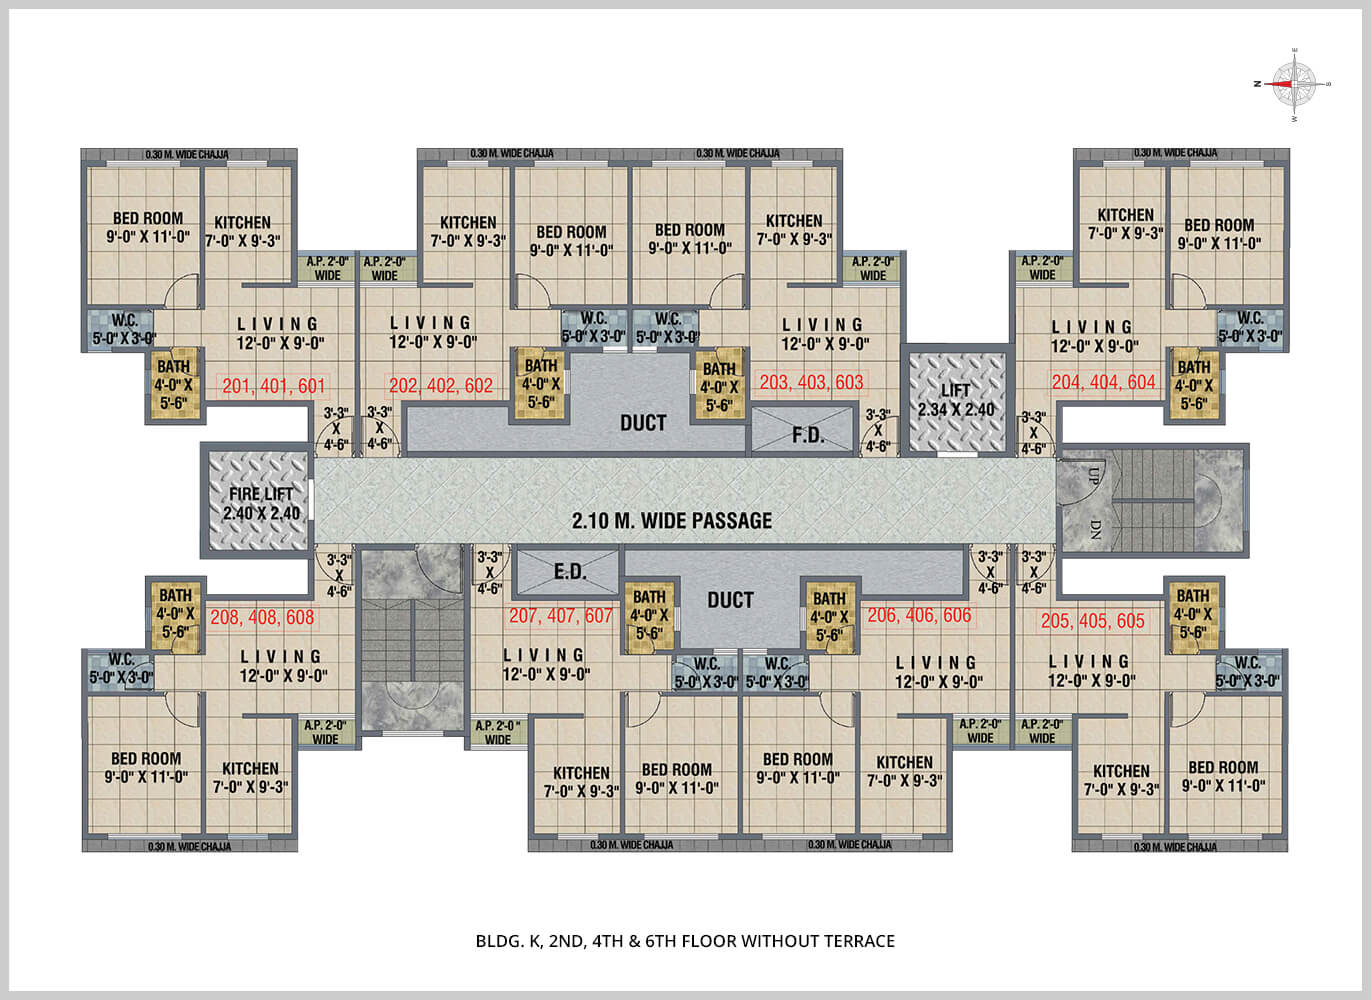 E
N
S
W
0.30 M. WIDE CHAJJA
0.30 M. WIDE CHAJJA
0.30 M. WIDE CHAJJA
0.30 M. WIDE CHAJJA
BED ROOM
9'-0" X 11'-0"
KITCHEN
7'-0" X 9'-3"
A.P. 2'-0"
WIDE
W.C.
5'-0" X 3'-0"
LIVING
12'-0" X 9'-0"
BATH
4'-0" X
5'-6"
201, 401, 601
3'-3"
X
4'-6"
KITCHEN
7'-0" X 9'-3"
BED ROOM
9'-0" X 11'-0"
A.P. 2'-0"
WIDE
LIVING
12'-0" X 9'-0"
W.C.
5'-0" X 3'-0"
BATH
4'-0" X
5'-6"
202, 402, 602
3'-3"
X
4'-6"
BED ROOM
9'-0" X 11'-0"
KITCHEN
7'-0" X 9'-3"
A.P. 2'-0"
WIDE
W.C.
5'-0" X 3'-0"
LIVING
12'-0" X 9'-0"
BATH
4'-0" X
5'-6"
203, 403, 603
3'-3"
X
4'-6"
DUCT
F.D.
LIFT
2.34 X 2.40
KITCHEN
7'-0" X 9'-3"
BED ROOM
9'-0" X 11'-0"
A.P. 2'-0"
WIDE
LIVING
12'-0" X 9'-0"
W.C.
5'-0" X 3'-0"
BATH
4'-0" X
5'-6"
204, 404, 604
3'-3"
X
4'-6"
FIRE LIFT
2.40 X 2.40
2.10 M. WIDE PASSAGE
UP
DN
3'-3"
X
4'-6"
BATH
4'-0" X
5'-6"
208, 408, 608
W.C.
5'-0" X 3'-0"
LIVING
12'-0" X 9'-0"
A.P. 2'-0"
WIDE
BED ROOM
9'-0" X 11'-0"
KITCHEN
7'-0" X 9'-3"
3'-3"
X
4'-6"
E.D.
DUCT
207, 407, 607
BATH
4'-0" X
5'-6"
LIVING
12'-0" X 9'-0"
W.C.
5'-0" X 3'-0"
A.P. 2'-0"
WIDE
KITCHEN
7'-0" X 9'-3"
BED ROOM
9'-0" X 11'-0"
3'-3"
X
4'-6"
BATH
4'-0" X
5'-6"
206, 406, 606
W.C.
5'-0" X 3'-0"
LIVING
12'-0" X 9'-0"
A.P. 2'-0"
WIDE
BED ROOM
9'-0" X 11'-0"
KITCHEN
7'-0" X 9'-3"
3'-3"
X
4'-6"
BATH
4'-0" X
5'-6"
205, 405, 605
LIVING
12'-0" X 9'-0"
W.C.
5'-0" X 3'-0"
A.P. 2'-0"
WIDE
KITCHEN
7'-0" X 9'-3"
BED ROOM
9'-0" X 11'-0"
0.30 M. WIDE CHAJJA
0.30 M. WIDE CHAJJA
0.30 M. WIDE CHAJJA
0.30 M. WIDE CHAJJA
BLDG. K, 2ND, 4TH & 6TH FLOOR WITHOUT TERRACE